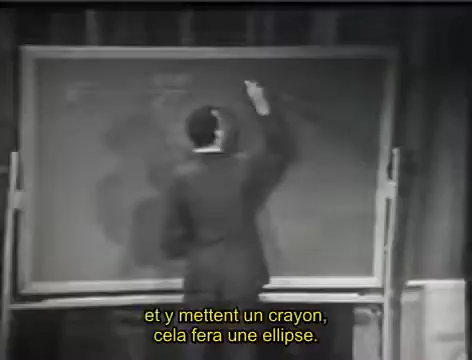 et y mettent un crayon,
cela fera une ellipse.